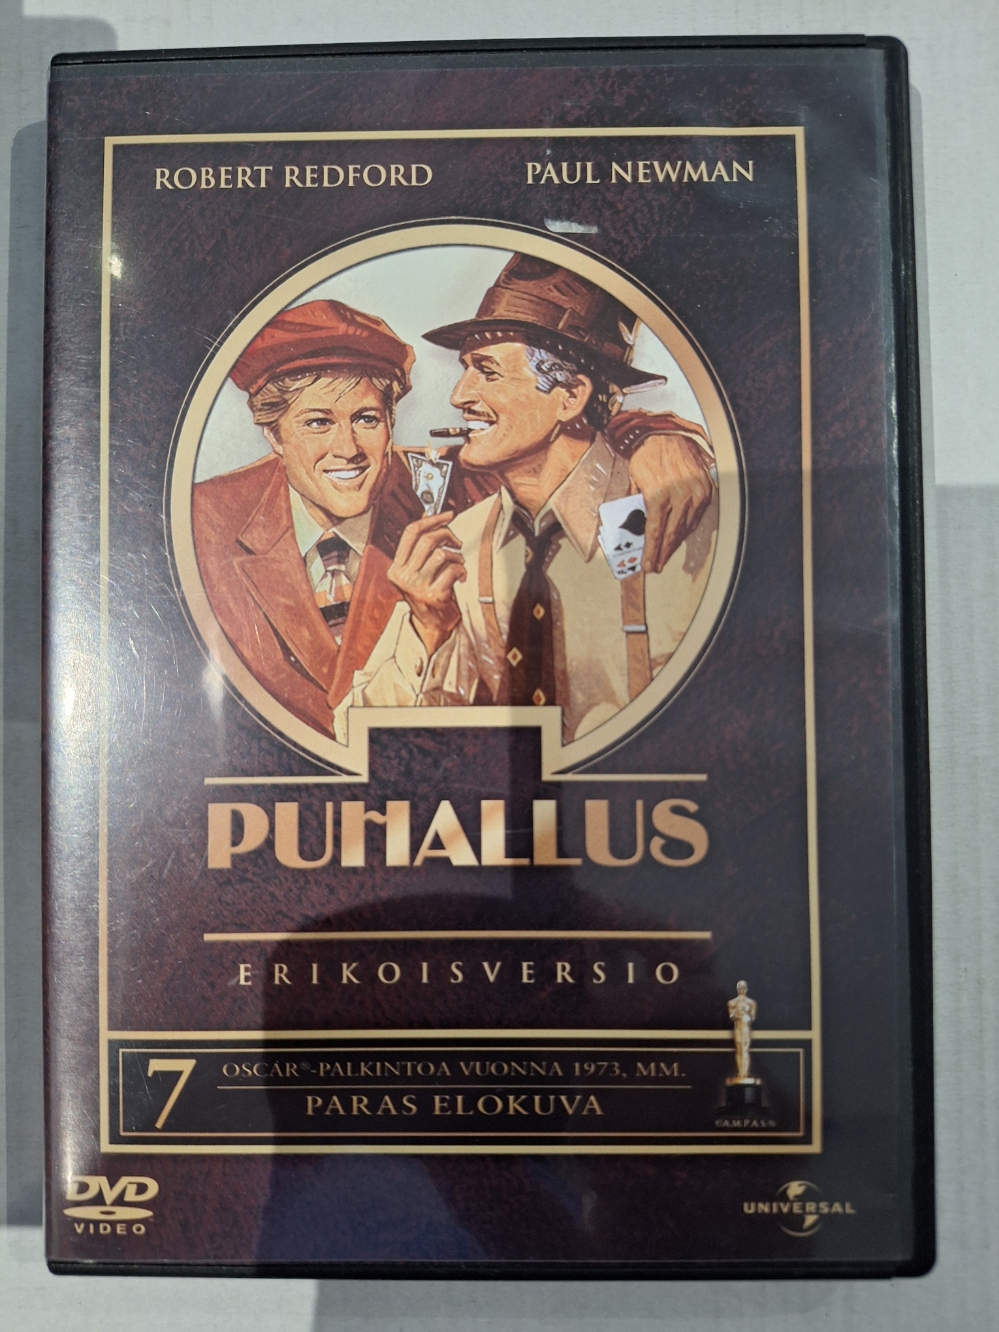 ROBERT REDFORD PAUL NEWMAN
PUHALLUS
ERIKOISVERSIO
7 OSCAR®-PALKINTOA VUONNA 1973, MM.
PARAS ELOKUVA
©A.M.P.A.S.®
DVD
VIDEO
UNIVERSAL